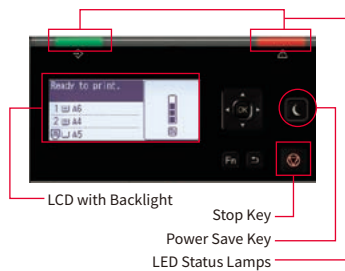 Ready to print.
1 A6
2 A4
A5
OK
Fn
LCD with Backlight
Stop Key
Power Save Key
LED Status Lamps